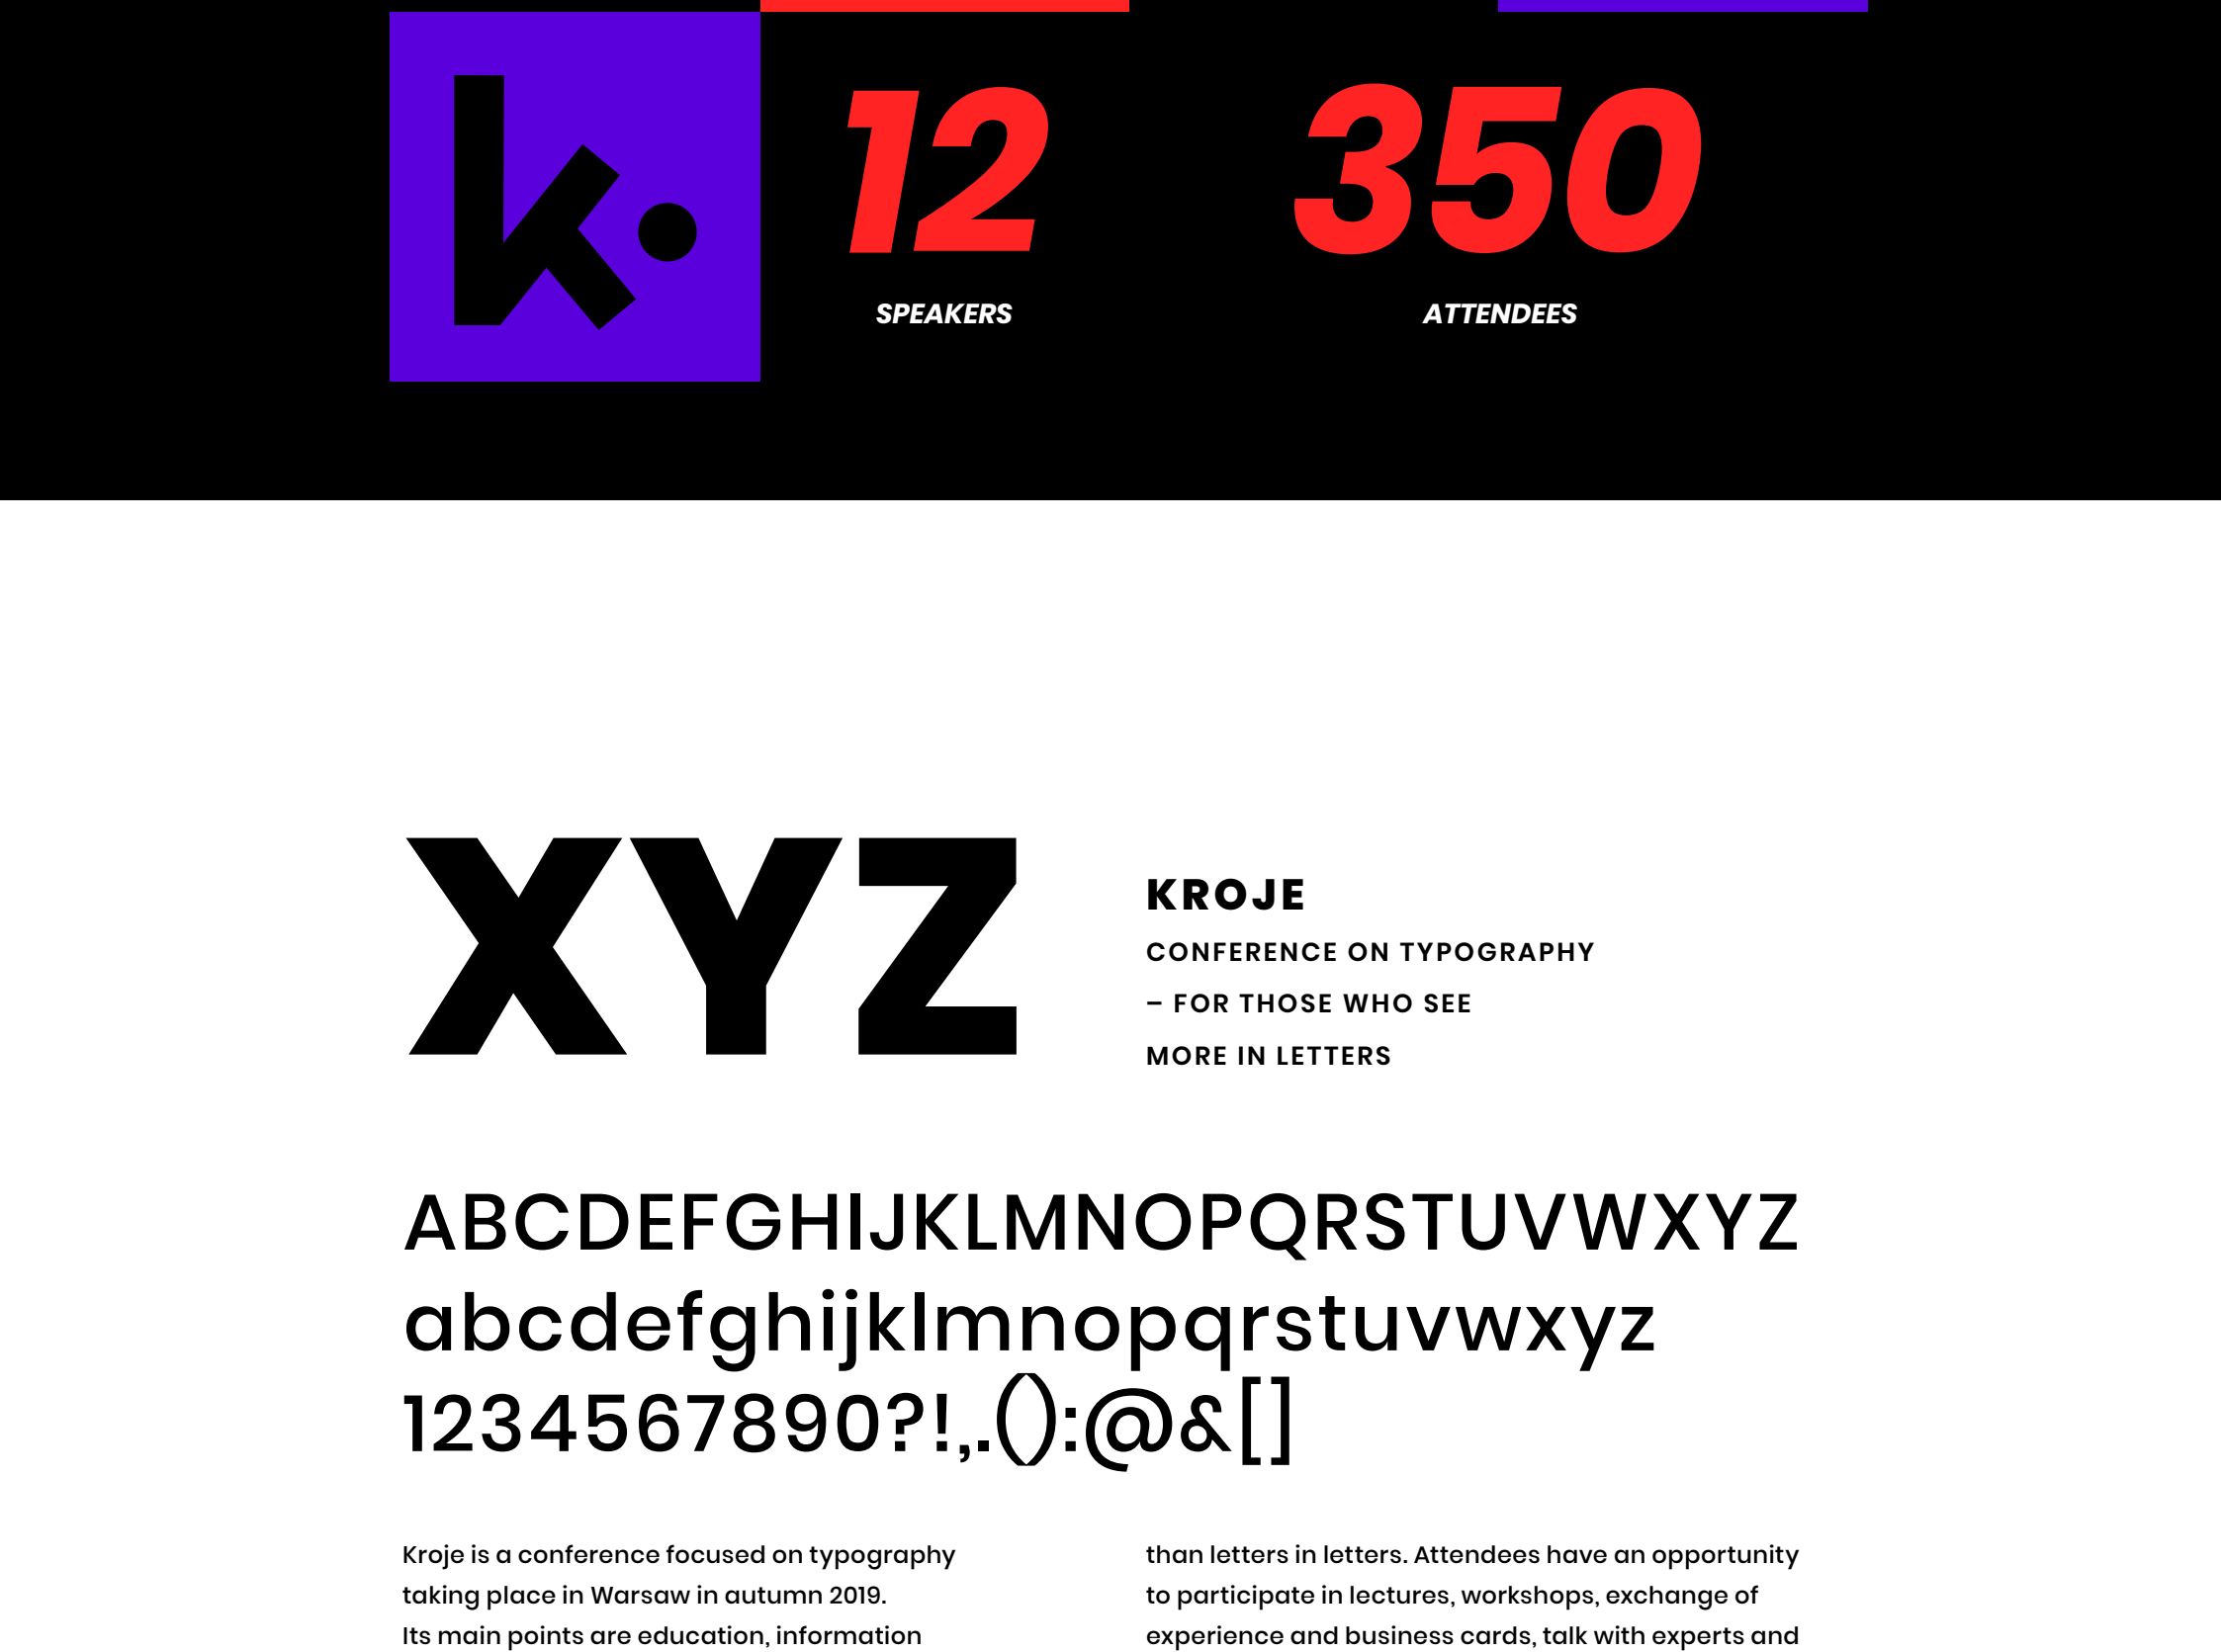 k.
12
350
SPEAKERS
ATTENDEES
XYZ
KROJE
CONFERENCE ON TYPOGRAPHY
– FOR THOSE WHO SEE
MORE IN LETTERS
ABCDEFGHIJKLMNOPQRSTUVWXYZ
abcdefghijklmnopqrstuvwxyz
1234567890?!,.():@&[]
Kroje is a conference focused on typography
taking place in Warsaw in autumn 2019.
Its main points are education, information
than letters in letters. Attendees have an opportunity
to participate in lectures, workshops, exchange of
experience and business cards, talk with experts and